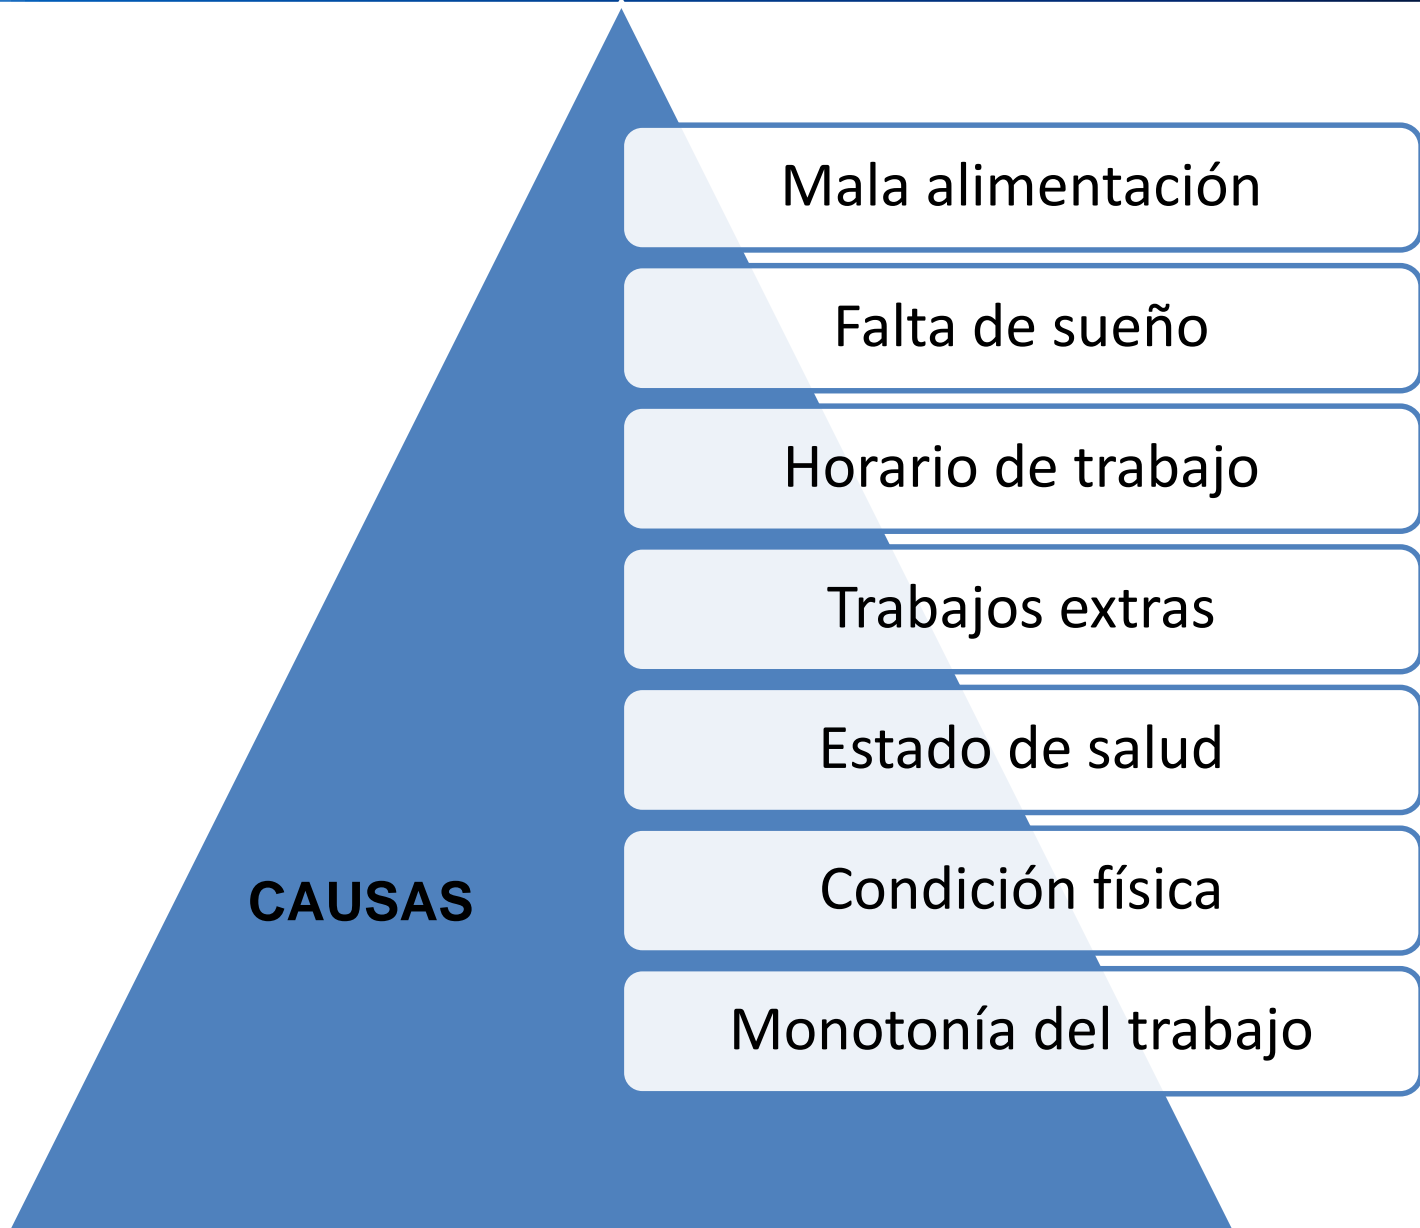 Mala alimentación
Falta de sueño
Horario de trabajo
Trabajos extras
Estado de salud
Condición física
CAUSAS
Monotonía del trabajo